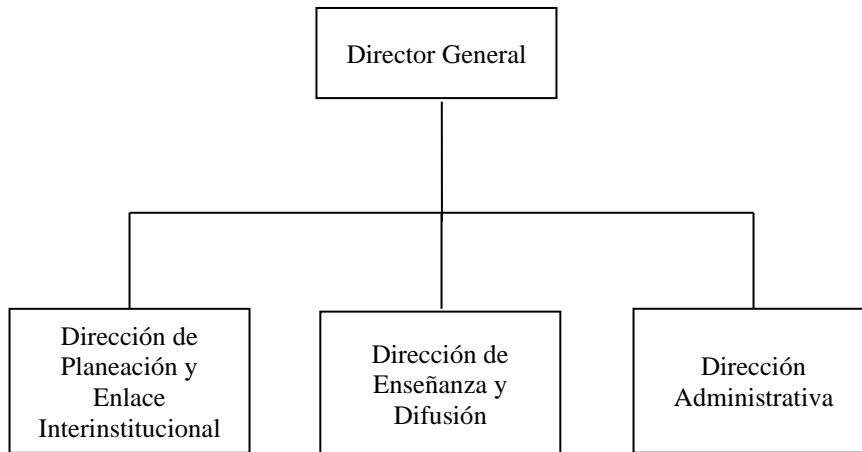 Director General
Dirección de
Planeación y
Enlace
Interinstitucional
Dirección de
Enseñanza y
Difusión
Dirección
Administrativa